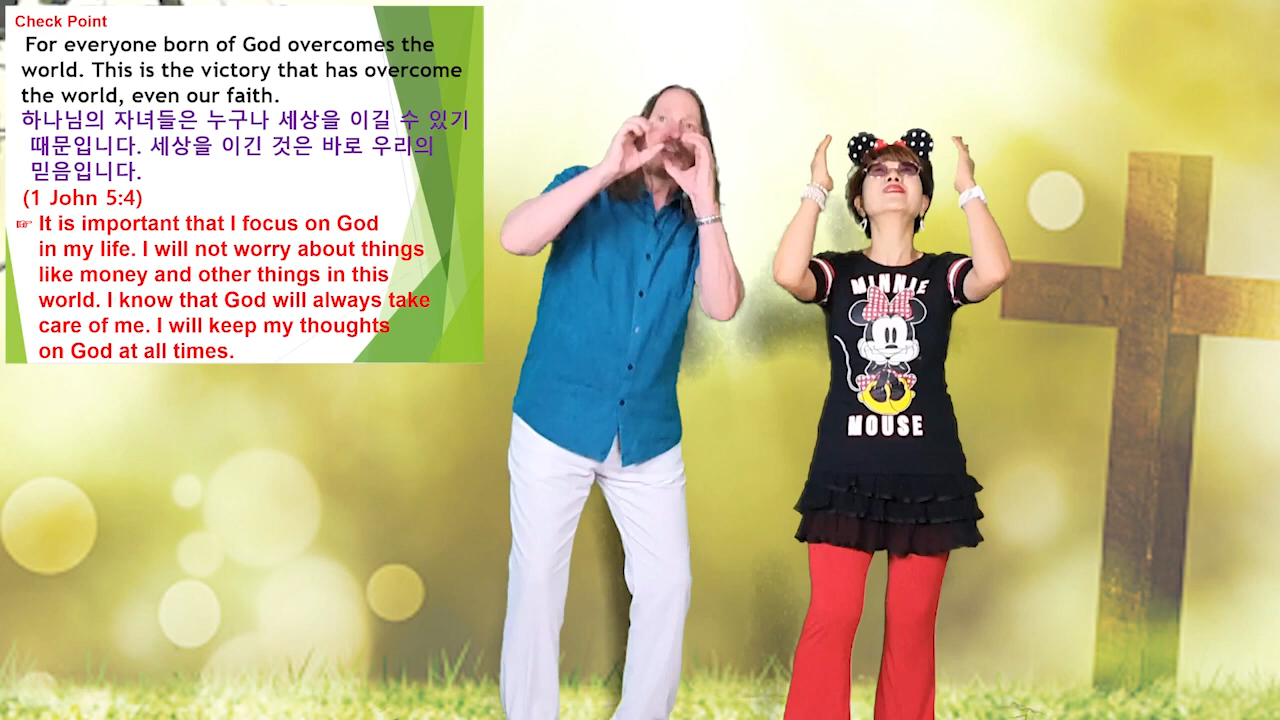 Check Point
For everyone born of God overcomes the
world. This is the victory that has overcome
the world, even our faith.
하나님의 자녀들은 누구나 세상을 이길 수 있기
때문입니다. 세상을 이긴 것은 바로 우리의
믿음입니다.
(1 John 5:4)
☞ It is important that I focus on God
in my life. I will not worry about things
like money and other things in this
world. I know that God will always take
care of me. I will keep my thoughts
on God at all times.
MINNIE
MOUSE